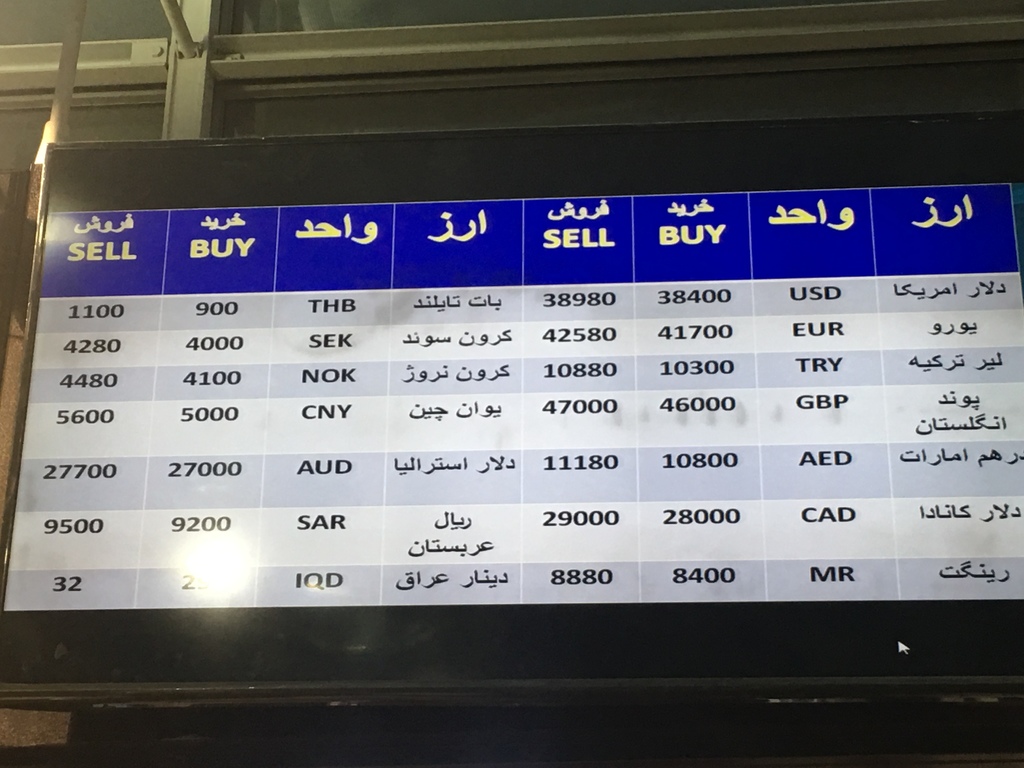 ارز واحد خرید BUY فروش SELL ارز واحد خرید BUY فروش SELL
دلار امریکا USD 38400 38980 بات تایلند THB 900 1100
یورو EUR 41700 42580 کرون سوئد SEK 4000 4280
لیر ترکیه TRY 10300 10880 کرون نروژ NOK 4100 4480
پوند انگلستان GBP 46000 47000 یوان چین CNY 5000 5600
درهم امارات AED 10800 11180 دلار استرالیا AUD 27000 27700
دلار کانادا CAD 28000 29000 ریال عربستان SAR 9200 9500
رینگت MR 8400 8880 دینار عراق IQD 32